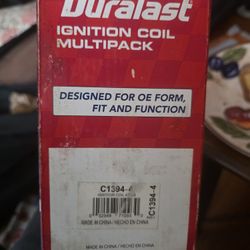 Duralast
IGNITION COIL
MULTIPACK
DESIGNED FOR OE FORM,
FIT AND FUNCTION
C1394-4
C1394-4
MADE IN CHINA / HECHO EN CHINA
MADE IN CHINA / HECHO EN CHINA